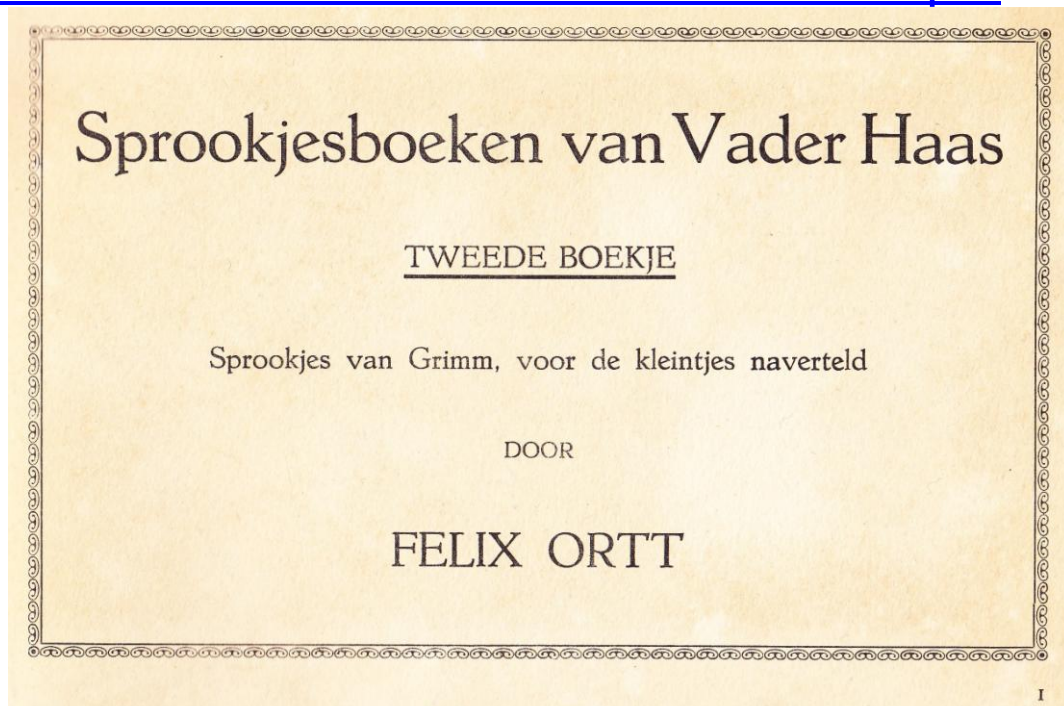 Sprookjesboeken van Vader Haas
TWEEDE BOEKJE
Sprookjes van Grimm, voor de kleintjes naverteld
DOOR
FELIX ORTT
I